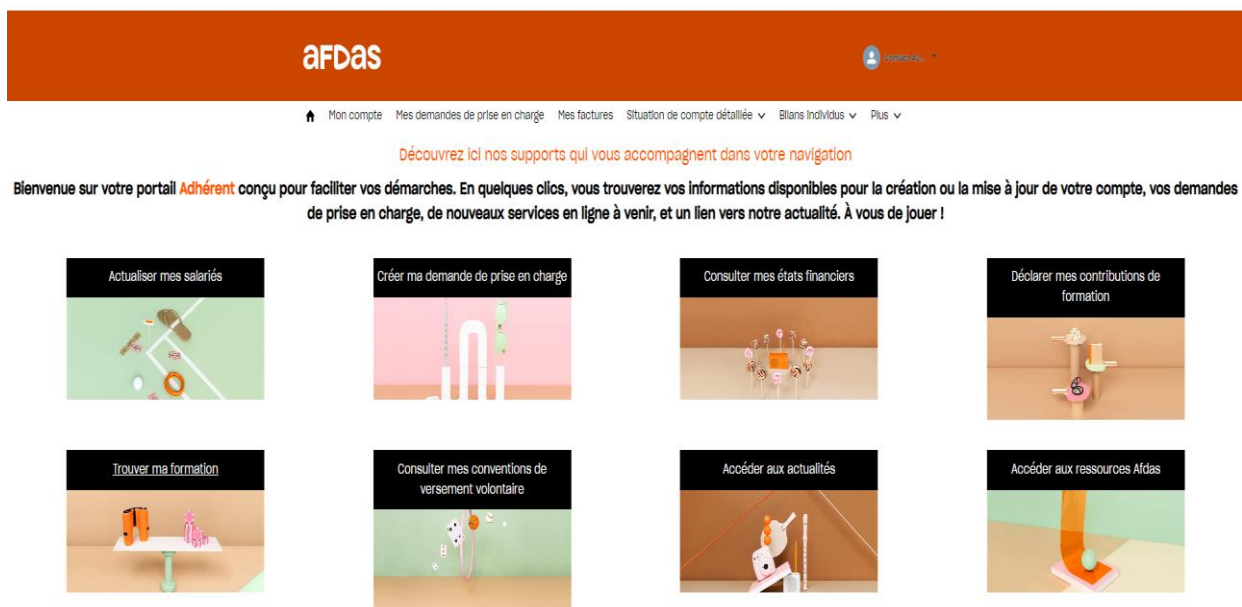 aFDas
Mon compte Mes demandes de prise en charge Mes factures Situation de compte détaillée Bilans individus Plus
Découvrez ici nos supports qui vous accompagnent dans votre navigation
Bienvenue sur votre portail Adhérent conçu pour faciliter vos démarches. En quelques clics, vous trouverez vos informations disponibles pour la création ou la mise à jour de votre compte, vos demandes
de prise en charge, de nouveaux services en ligne à venir, et un lien vers notre actualité. À vous de jouer !
Actualiser mes salariés
Créer ma demande de prise en charge
Consulter mes états financiers
Déclarer mes contributions de
formation
Trouver ma formation
Consulter mes conventions de
versement volontaire
Accéder aux actualités
Accéder aux ressources Afdas